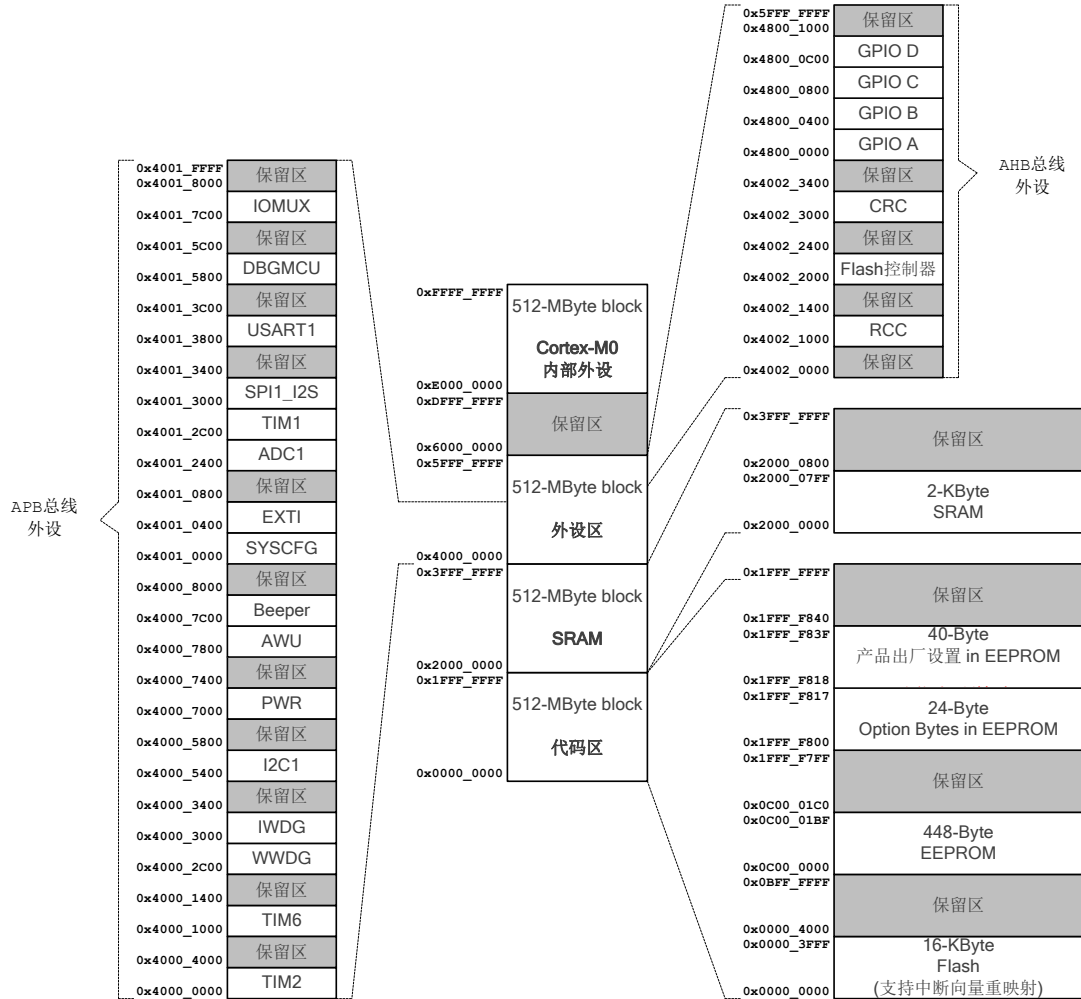 APB总线
外设
0x4001_FFFF
0x4001_8000
保留区
0x4001_7C00
IOMUX
0x4001_5C00
保留区
0x4001_5800
DBGMCU
0x4001_3C00
保留区
0x4001_3800
USART1
0x4001_3400
保留区
0x4001_3000
SPI1_I2S
0x4001_2C00
TIM1
0x4001_2400
ADC1
0x4001_0800
保留区
0x4001_0400
EXTI
0x4001_0000
SYSCFG
0x4000_8000
保留区
0x4000_7C00
Beeper
0x4000_7800
AWU
0x4000_7400
保留区
0x4000_7000
PWR
0x4000_5800
保留区
0x4000_5400
I2C1
0x4000_3400
保留区
0x4000_3000
IWDG
0x4000_2C00
WWDG
0x4000_1400
保留区
0x4000_1000
TIM6
0x4000_4000
保留区
0x4000_0000
TIM2
0xFFFF_FFFF
512-MByte block
Cortex-M0
内部外设
0xE000_0000
0xDFFF_FFFF
保留区
0x6000_0000
0x5FFF_FFFF
512-MByte block
外设区
0x4000_0000
0x3FFF_FFFF
512-MByte block
SRAM
0x2000_0000
0x1FFF_FFFF
512-MByte block
代码区
0x0000_0000
0x5FFF_FFFF
0x4800_1000
保留区
0x4800_0C00
GPIO D
0x4800_0800
GPIO C
0x4800_0400
GPIO B
0x4800_0000
GPIO A
0x4002_3400
保留区
0x4002_3000
CRC
0x4002_2400
保留区
0x4002_2000
Flash控制器
0x4002_1400
保留区
0x4002_1000
RCC
0x4002_0000
保留区
AHB总线
外设
0x3FFF_FFFF
保留区
0x2000_0800
0x2000_07FF
2-KByte
SRAM
0x2000_0000
0x1FFF_FFFF
保留区
0x1FFF_F840
0x1FFF_F83F
40-Byte
产品出厂设置 in EEPROM
0x1FFF_F818
0x1FFF_F817
24-Byte
Option Bytes in EEPROM
0x1FFF_F800
0x1FFF_F7FF
保留区
0x0C00_01C0
0x0C00_01BF
448-Byte
EEPROM
0x0C00_0000
0x0BFF_FFFF
保留区
0x0000_4000
0x0000_3FFF
16-KByte
Flash
(支持中断向量重映射)
0x0000_0000